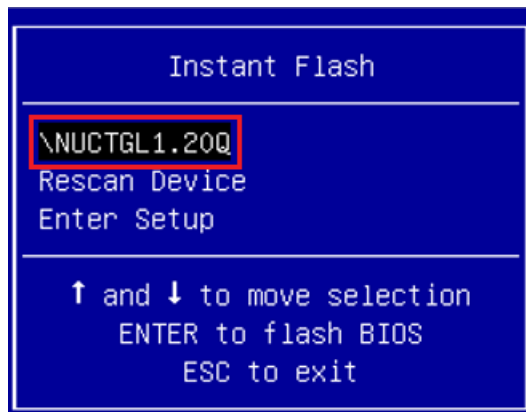 Instant Flash
\NUCTGL1.20Q
Rescan Device
Enter Setup
↑ and ↓ to move selection
ENTER to flash BIOS
ESC to exit